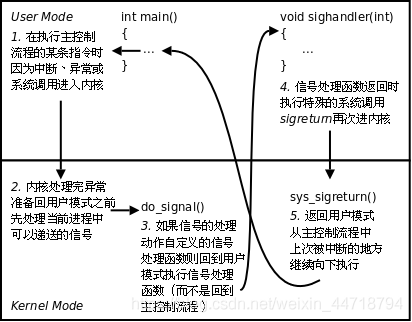 User Mode
int main()
{
...
}
void sighandler(int)
{
...
}
1. 在执行主控制
流程的某条指令时
因为中断、异常或
系统调用进入内核
4. 信号处理函数返回时
执行特殊的系统调用
sigreturn再次进内核
2. 内核处理完异常
准备回用户模式之前
先处理当前进程中
可以递送的信号
do_signal()
3. 如果信号的处理
动作自定义的信号
处理函数则回到用户
模式执行信号处理
函数（而不是回到
主控制流程）
sys_sigreturn()
5. 返回用户模式
从主控制流程中
上次被中断的地方
继续向下执行
Kernel Mode
csdn.net/weixin_44718794